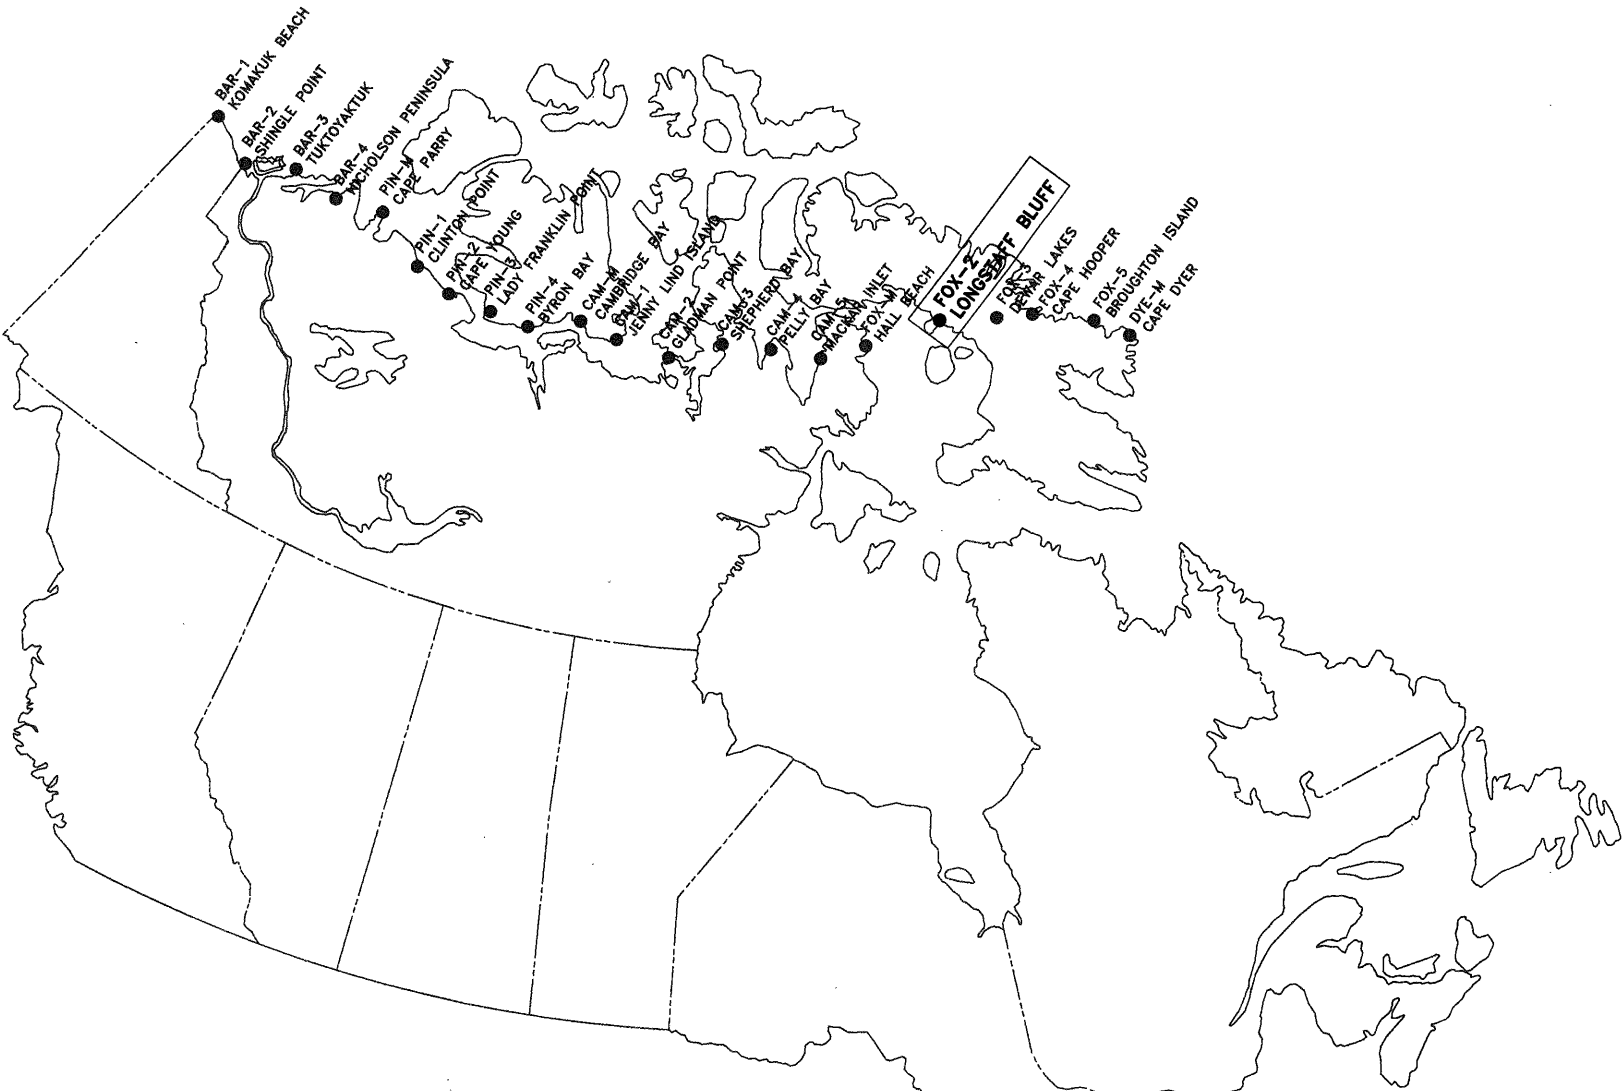 BAR-1
KOMAKUK BEACH
BAR-2
SHINGLE POINT
BAR-3
TUKTOYAKTUK
BAR-4
NICHOLSON PENINSULA
PIN-M
CAPE PARRY
PIN-1
CLINTON POINT
PIN-2
CAPE YOUNG
PIN-3
LADY FRANKLIN POINT
PIN-4
BYRON BAY
CAM-M
CAMBRIDGE BAY
CAM-1
JENNY LIND ISLAND
CAM-2
GLADMAN POINT
CAM-3
SHEPHERD BAY
CAM-4
PELLY BAY
CAM-5
MACKAR INLET
FOX-M
HALL BEACH
FOX-2
LONGSTAFF BLUFF
FOX-3
DEWAR LAKES
FOX-4
CAPE HOOPER
FOX-5
BROUGHTON ISLAND
DYE-M
CAPE DYER